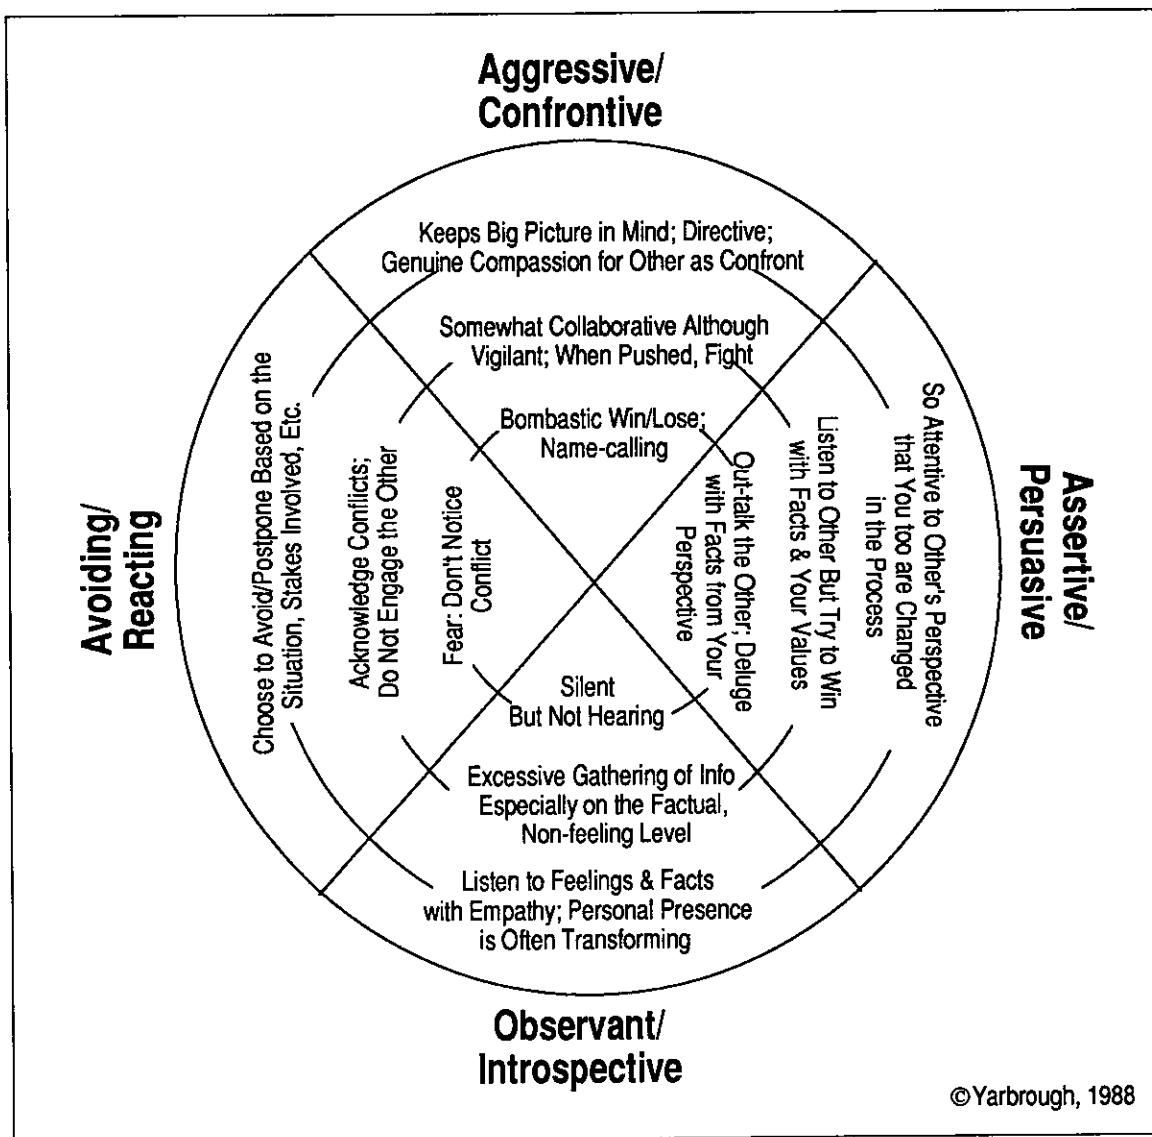 Aggressive/
Confrontive
Keeps Big Picture in Mind; Directive;
Genuine Compassion for Other as Confront
Somewhat Collaborative Although
Vigilant; When Pushed, Fight
Bombastic Win/Lose;
Name-calling
Avoiding/
Reacting
Choose to Avoid/Postpone Based on the
Situation, Stakes Involved, Etc.
Acknowledge Conflicts;
Do Not Engage the Other
Fear: Don't Notice
Conflict
Out-talk the Other; Deluge
with Facts from Your
Perspective
Listen to Other But Try to Win
with Facts & Your Values
So Attentive to Other's Perspective
that You too are Changed
in the Process
Assertive/
Persuasive
Silent
But Not Hearing
Excessive Gathering of Info
Especially on the Factual,
Non-feeling Level
Listen to Feelings & Facts
with Empathy; Personal Presence
is Often Transforming
Observant/
Introspective
©Yarbrough, 1988